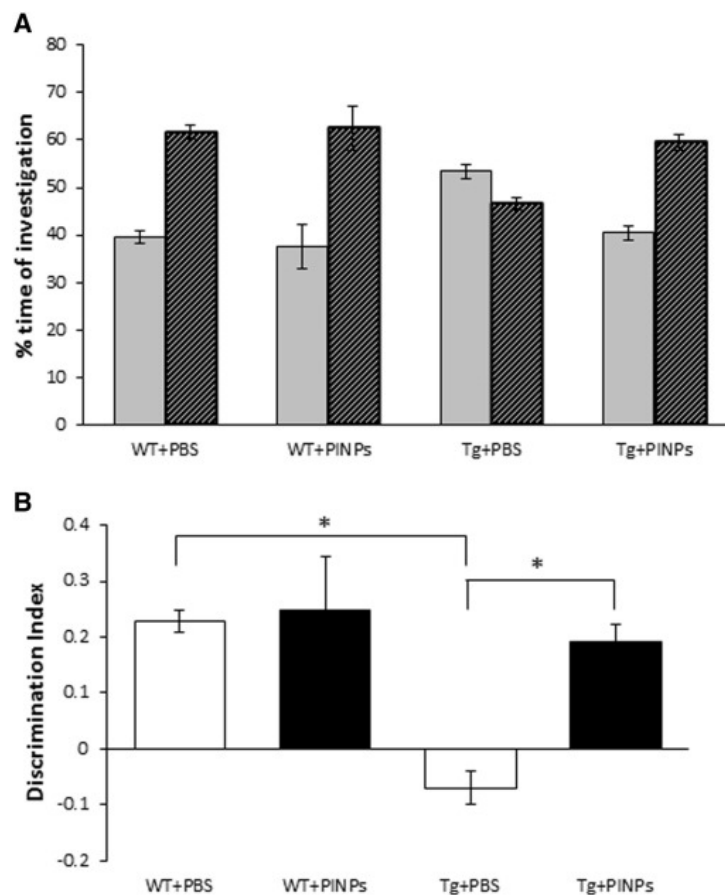 A
80
70
60
50
40
30
20
10
0
% time of investigation
WT+PBS WT+PINPs Tg+PBS Tg+PINPs
B
0.4
0.3
0.2
0.1
0
-0.1
-0.2
Discrimination Index
* *
WT+PBS WT+PINPs Tg+PBS Tg+PINPs